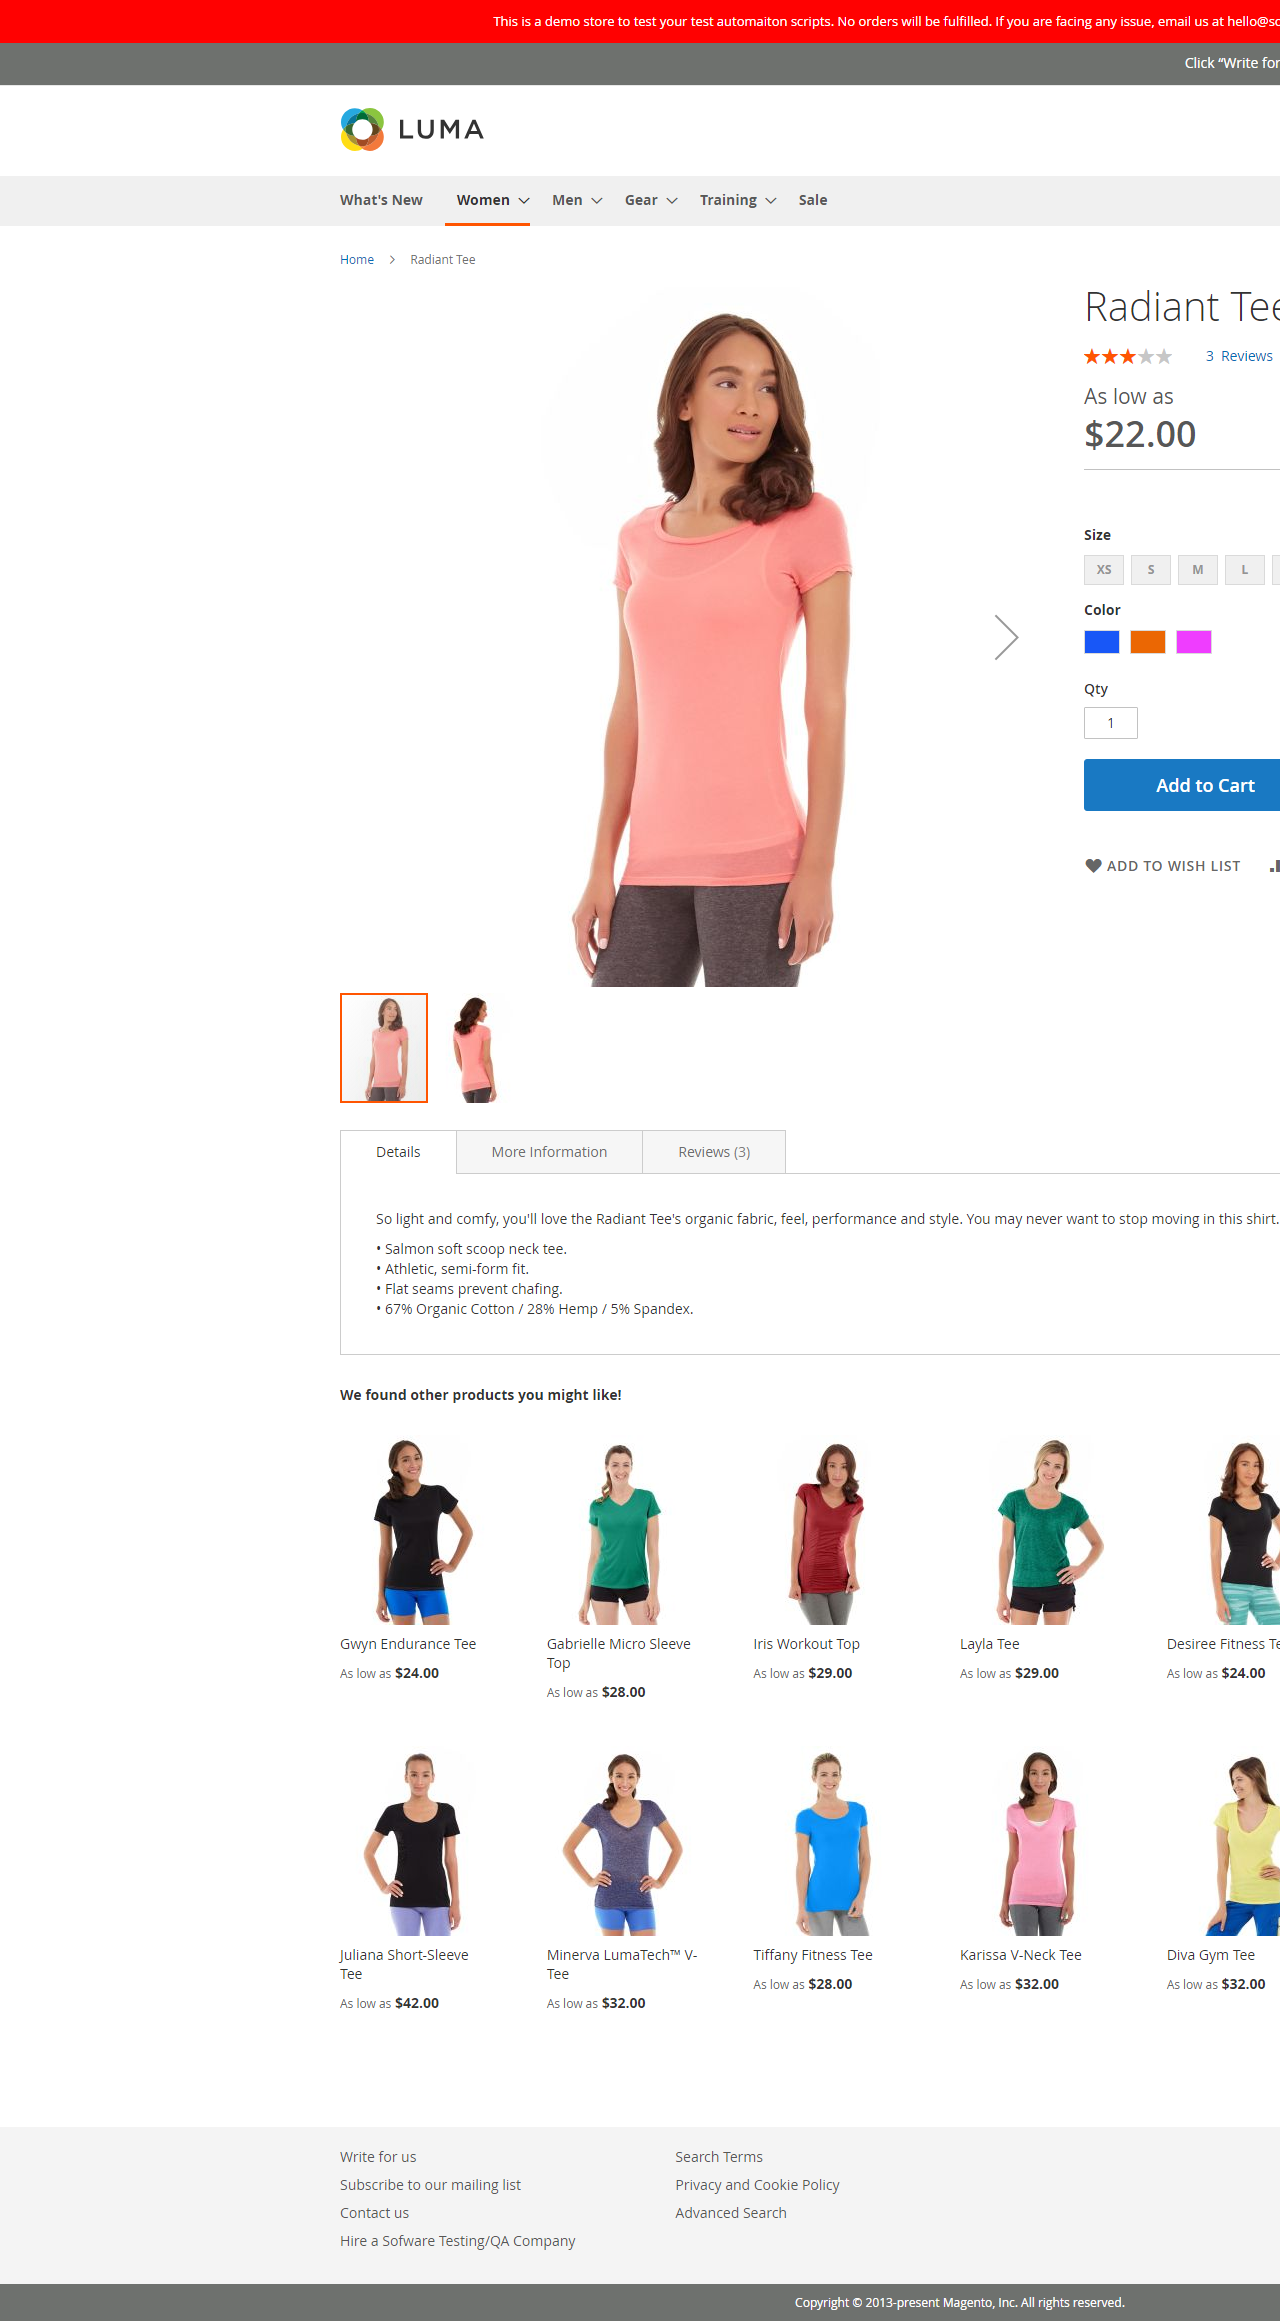 This is a demo store to test your test automaiton scripts. No orders will be fulfilled. If you are facing any issue, email us at
Click “Write for
LUMA
What's New Women Men Gear Training Sale
Home Radiant Tee
Radiant Tee
3 Reviews
As low as
$22.00
Size
XS S M L
Color
Qty
1
Add to Cart
ADD TO WISH LIST
Details More Information Reviews (3)
So light and comfy, you'll love the Radiant Tee's organic fabric, feel, performance and style. You may never want to stop moving in this shirt.
• Salmon soft scoop neck tee.
• Athletic, semi-form fit.
• Flat seams prevent chafing.
• 67% Organic Cotton / 28% Hemp / 5% Spandex.
We found other products you might like!
Gwyn Endurance Tee
As low as $24.00
Gabrielle Micro Sleeve
Top
As low as $28.00
Iris Workout Top
As low as $29.00
Layla Tee
As low as $29.00
Desiree Fitness Tee
As low as $24.00
Juliana Short-Sleeve
Tee
As low as $42.00
Minerva LumaTech™ V-
Tee
As low as $32.00
Tiffany Fitness Tee
As low as $28.00
Karissa V-Neck Tee
As low as $32.00
Diva Gym Tee
As low as $32.00
Write for us
Subscribe to our mailing list
Contact us
Hire a Sofware Testing/QA Company
Search Terms
Privacy and Cookie Policy
Advanced Search
Copyright © 2013-present Magento, Inc. All rights reserved.